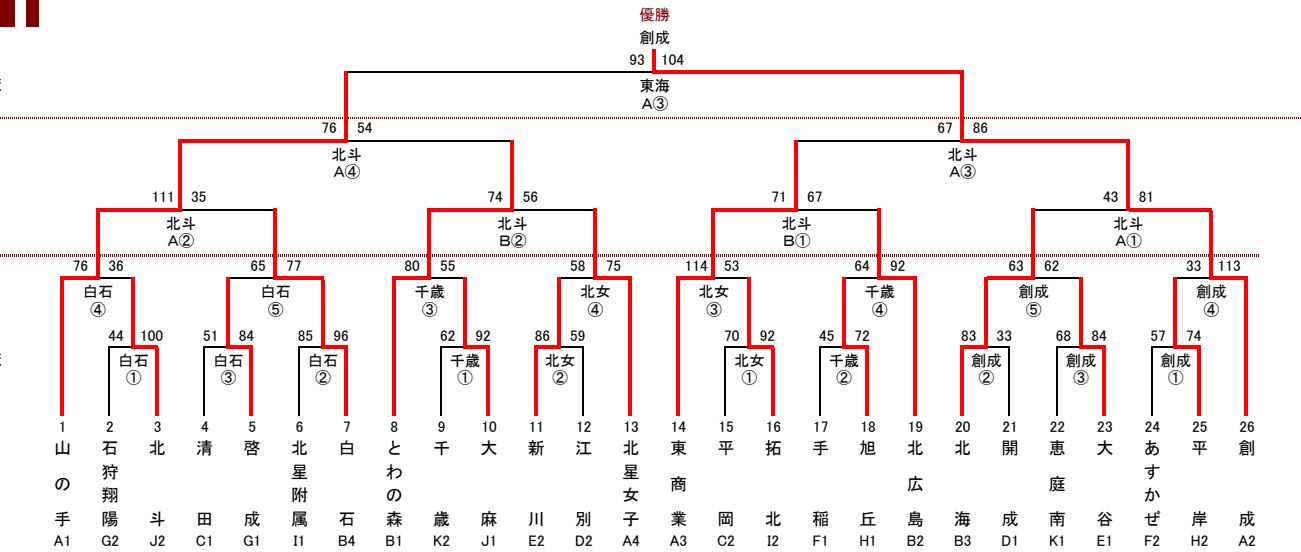 優勝
創成
93 104
東海
A③
76 54 67 86
北斗 北斗
A④ A③
111 35 74 56 71 67 43 81
北斗 北斗 北斗 北斗
A② B② B① A①
76 36 65 77 80 55 58 75 114 53 64 92 63 62 33 113
白石 白石 千歳 北女 北女 千歳 創成 創成
④ ⑤ ③ ④ ③ ④ ⑤ ④
44 100 51 84 85 96 62 92 86 59 70 92 45 72 83 33 68 84 57 74
白石 白石 白石 千歳 北女 北女 千歳 創成 創成 創成
① ③ ② ① ② ① ② ② ③ ①
1 2 3 4 5 6 7 8 9 10 11 12 13 14 15 16 17 18 19 20 21 22 23 24 25 26
山の手 石狩翔陽 北斗 清田 啓成 北星附属 白石 とわの森 千歳 大麻 新川 江別 北星女子 東商業 平岡 拓北 手稲 旭丘 北広島 北海 開成 恵庭南 大谷 あすかぜ 平岸 創成
A1 G2 J2 C1 G1 I1 B4 B1 K2 J1 E2 D2 A4 A3 C2 I2 F1 H1 B2 B3 D1 K1 E1 F2 H2 A2